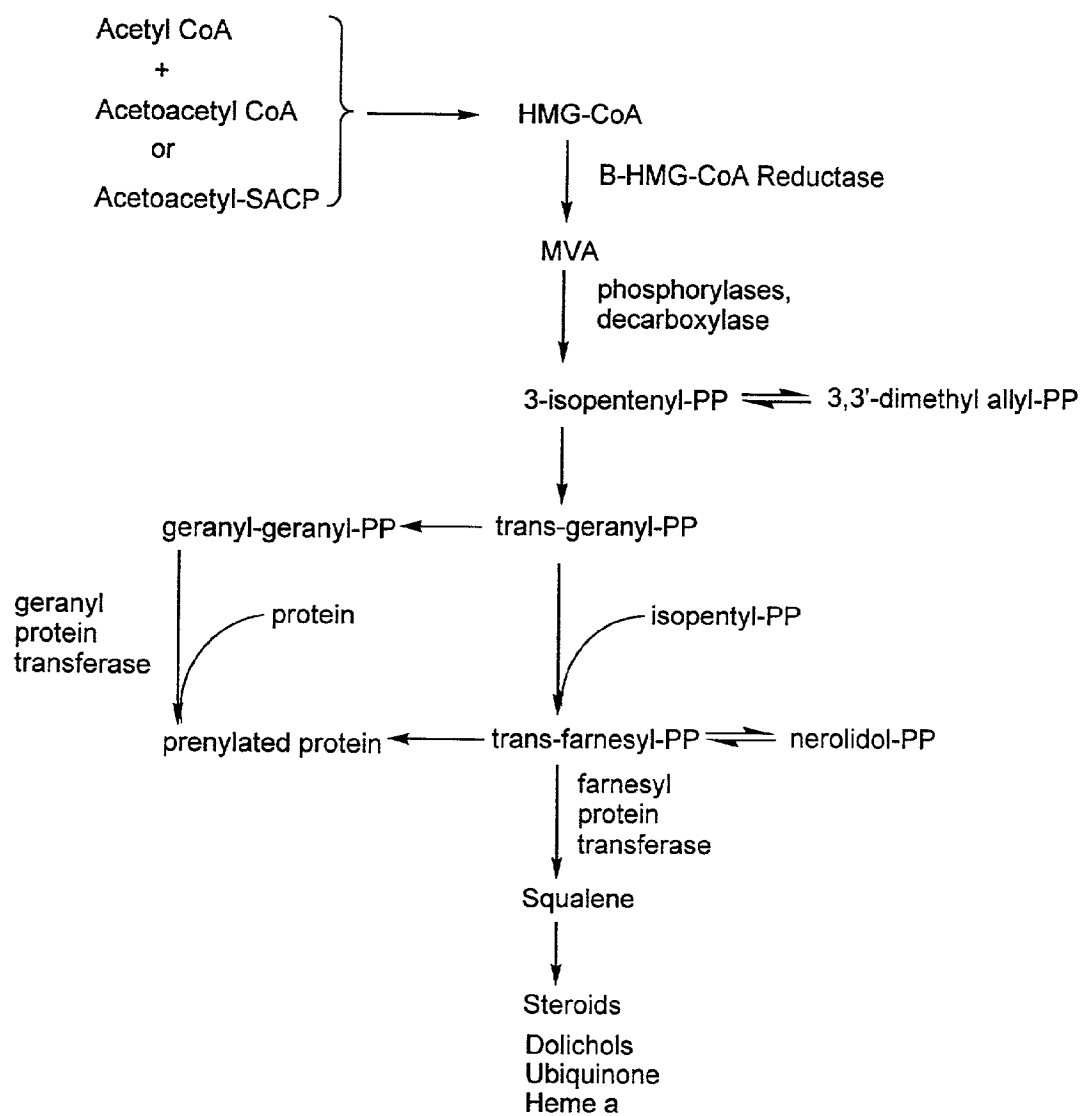 Acetyl CoA
+
Acetoacetyl CoA
or
Acetoacetyl-SACP
HMG-CoA
B-HMG-CoA Reductase
MVA
phosphorylases,
decarboxylase
3-isopentenyl-PP
3,3'-dimethyl allyl-PP
geranyl-geranyl-PP
trans-geranyl-PP
geranyl
protein
transferase
protein
isopentyl-PP
prenylated protein
trans-farnesyl-PP
nerolidol-PP
farnesyl
protein
transferase
Squalene
Steroids
Dolichols
Ubiquinone
Heme a